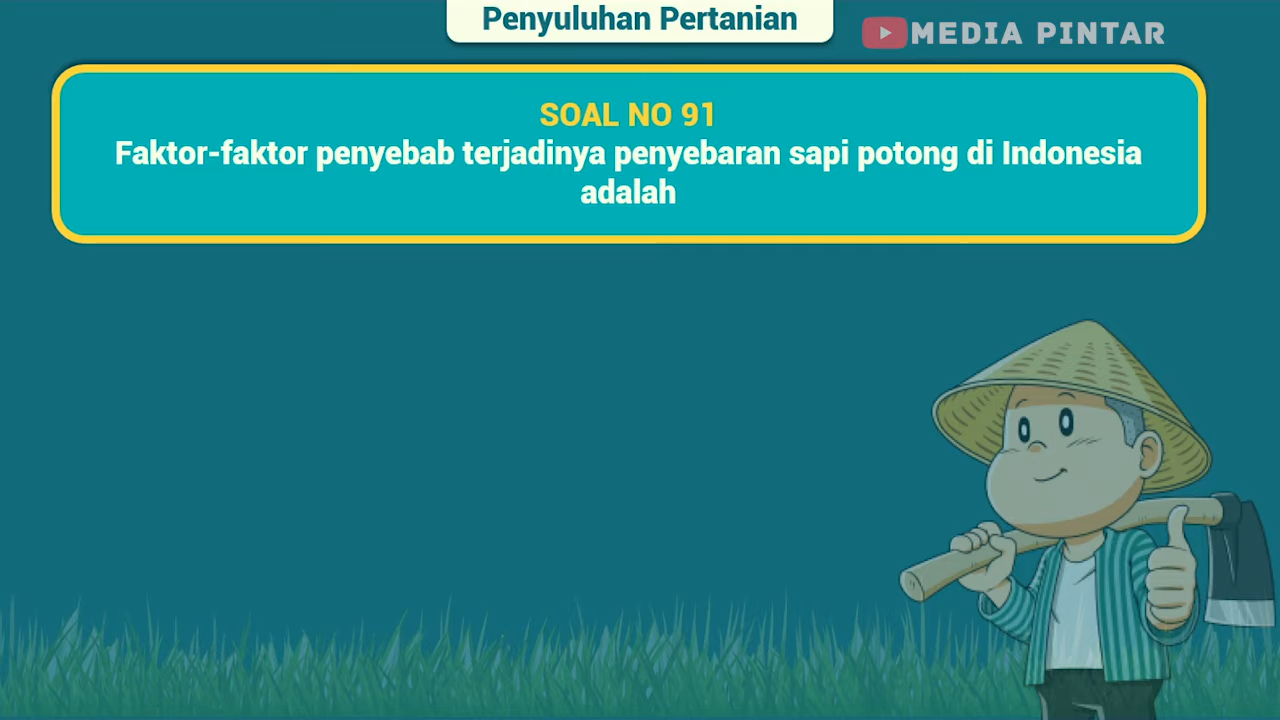 Penyuluhan Pertanian
MEDIA PINTAR
SOAL NO 91
Faktor-faktor penyebab terjadinya penyebaran sapi potong di Indonesia
adalah